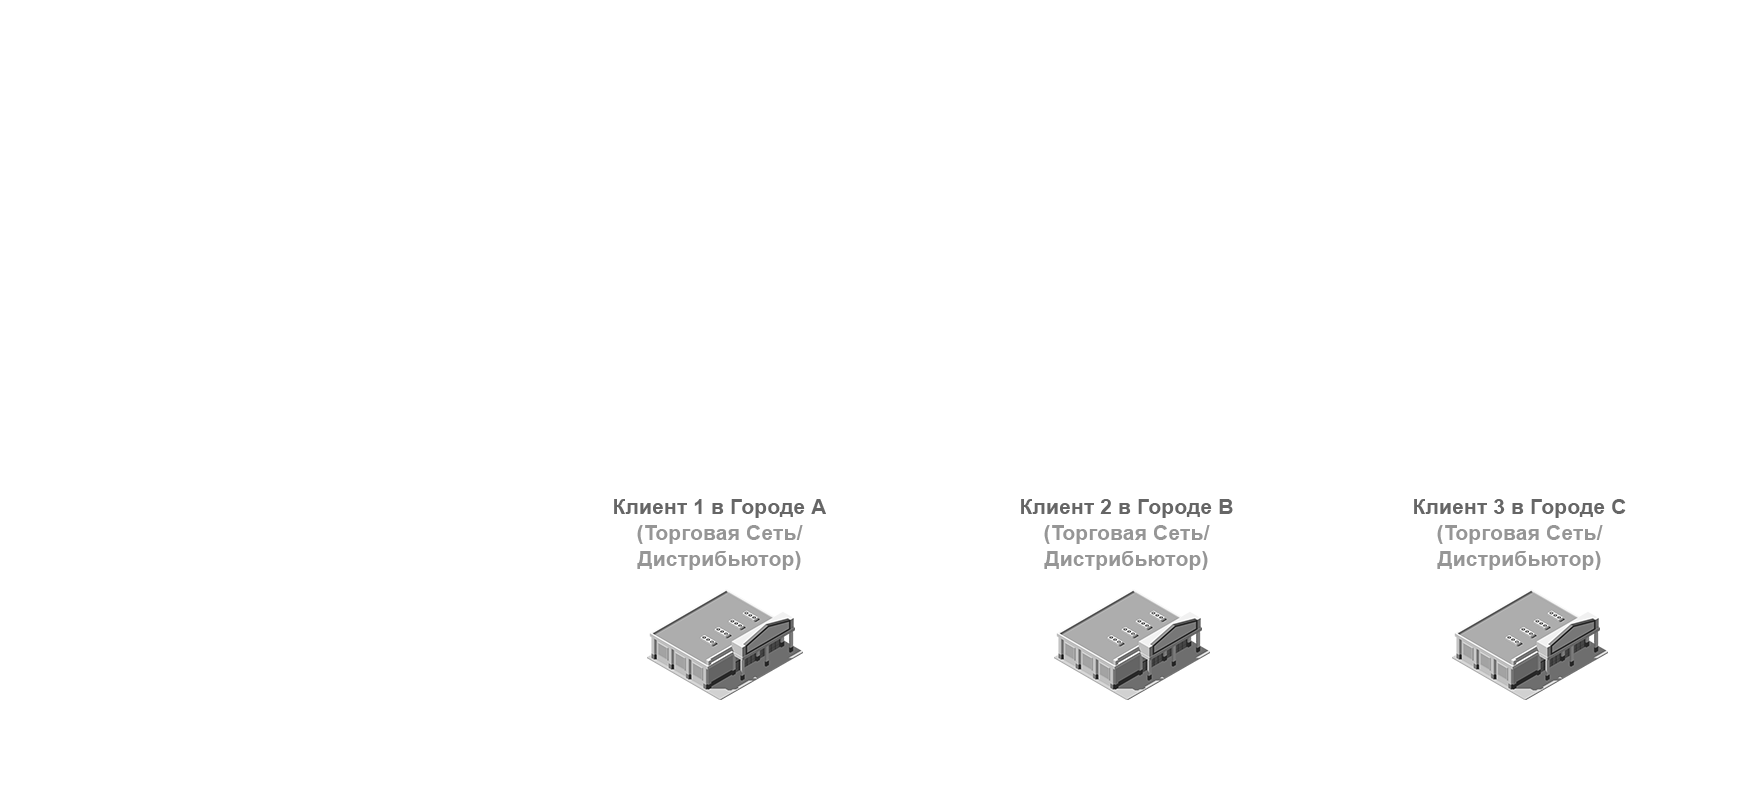 Клиент 1 в Городе А
(Торговая Сеть/
Дистрибьютор)
Клиент 2 в Городе В
(Торговая Сеть/
Дистрибьютор)
Клиент 3 в Городе С
(Торговая Сеть/
Дистрибьютор)